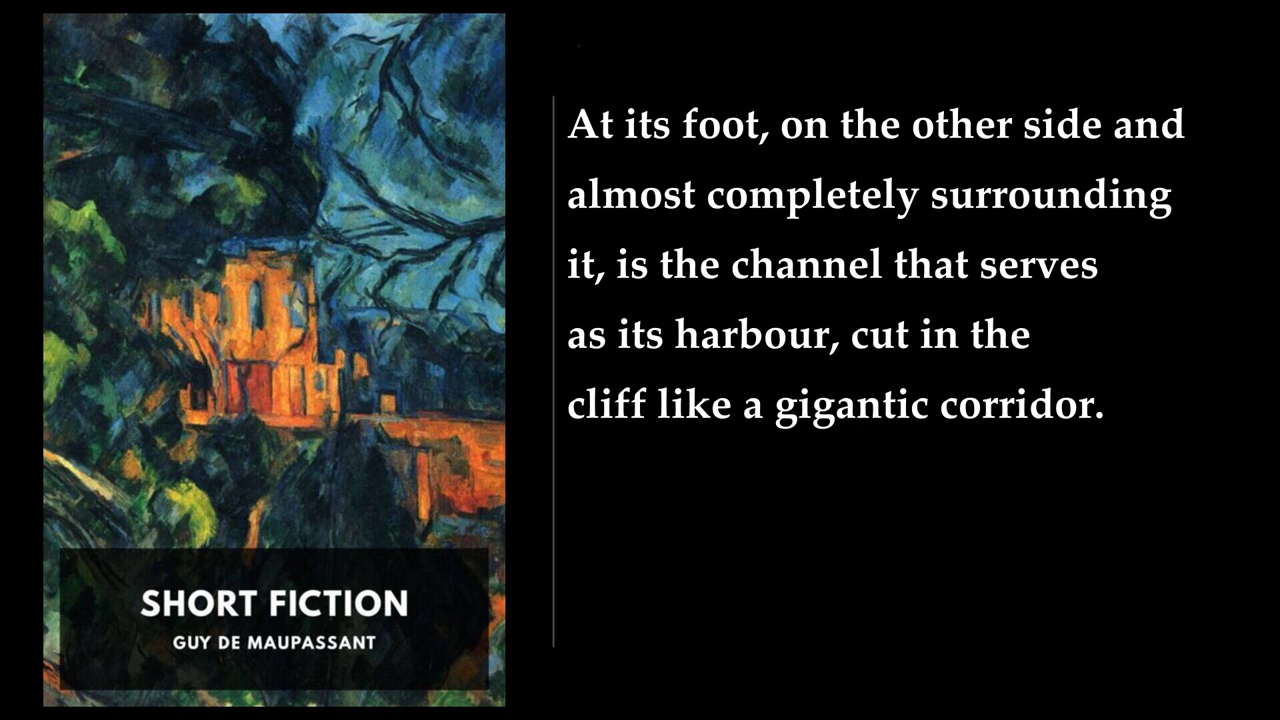 At its foot, on the other side and
almost completely surrounding
it, is the channel that serves
as its harbour, cut in the
cliff like a gigantic corridor.
SHORT FICTION
GUY DE MAUPASSANT